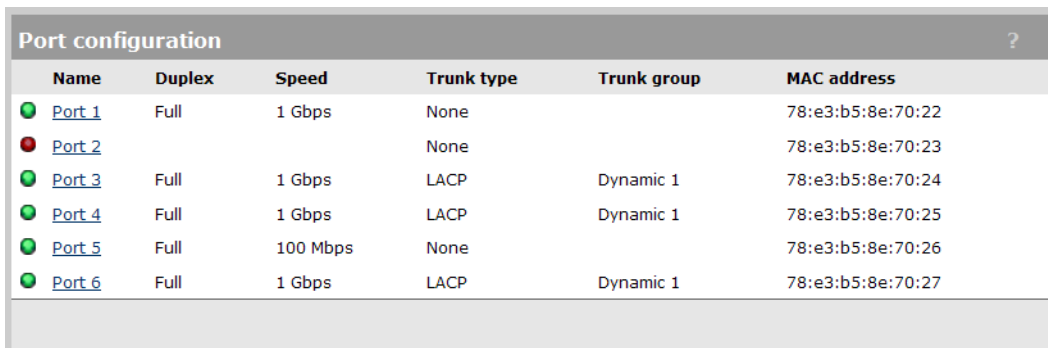 Port configuration ?
Name Duplex Speed Trunk type Trunk group MAC address
Port 1 Full 1 Gbps None 78:e3:b5:8e:70:22
Port 2 None 78:e3:b5:8e:70:23
Port 3 Full 1 Gbps LACP Dynamic 1 78:e3:b5:8e:70:24
Port 4 Full 1 Gbps LACP Dynamic 1 78:e3:b5:8e:70:25
Port 5 Full 100 Mbps None 78:e3:b5:8e:70:26
Port 6 Full 1 Gbps LACP Dynamic 1 78:e3:b5:8e:70:27